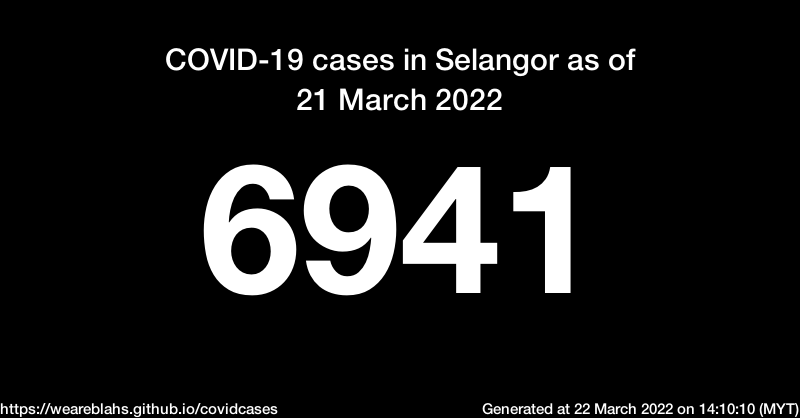 COVID-19 cases in Selangor as of
21 March 2022
6941
https://weareblahs.github.io/covidcases
Generated at 22 March 2022 on 14:10:10 (MYT)